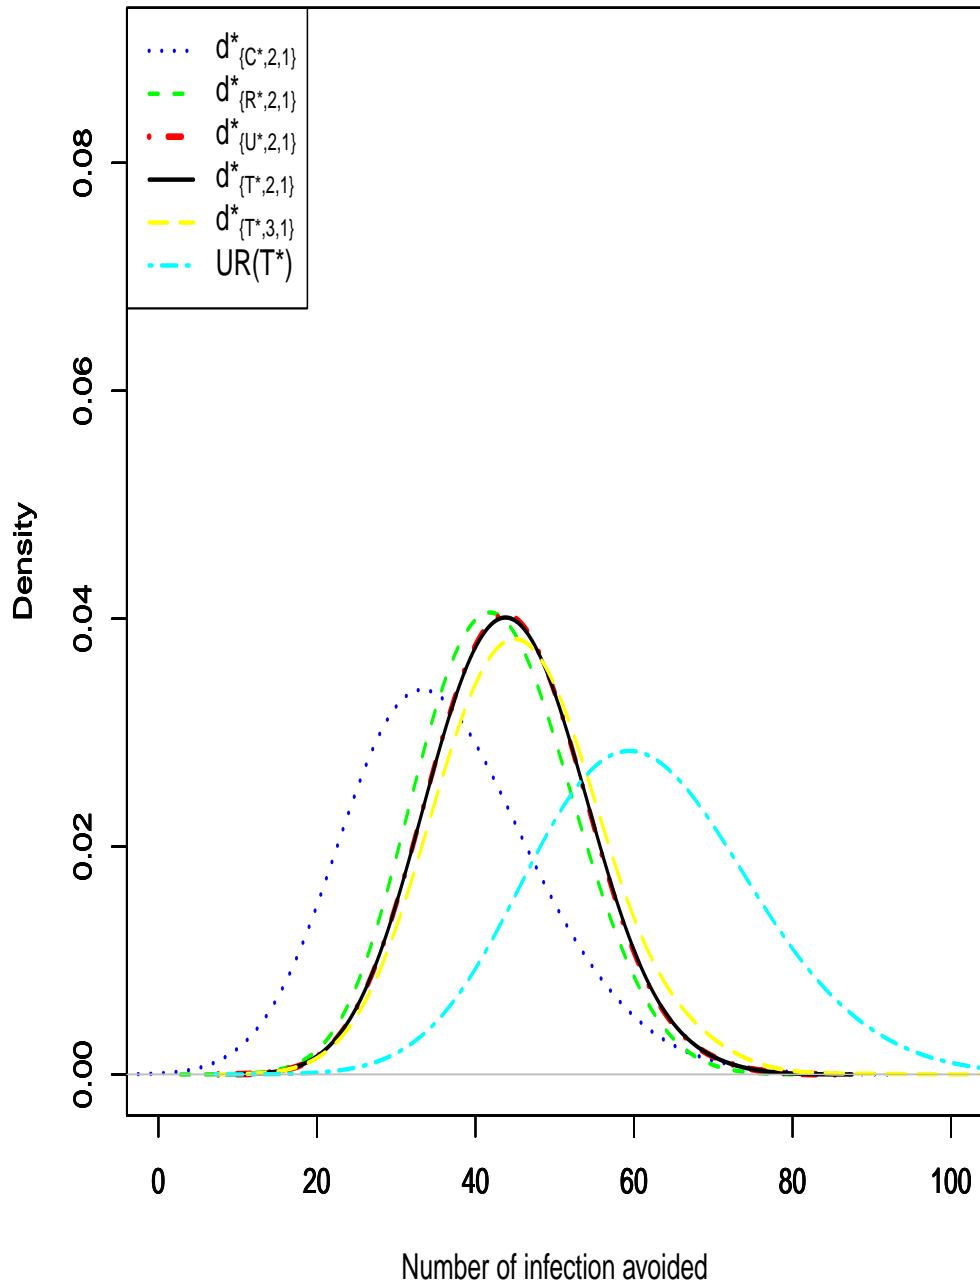 d*{C*,2,1}
d*{R*,2,1}
d*{U*,2,1}
d*{T*,2,1}
d*{T*,3,1}
UR(T*)
0.08
0.06
0.04
0.02
0.00
Density
0 20 40 60 80 100
Number of infection avoided